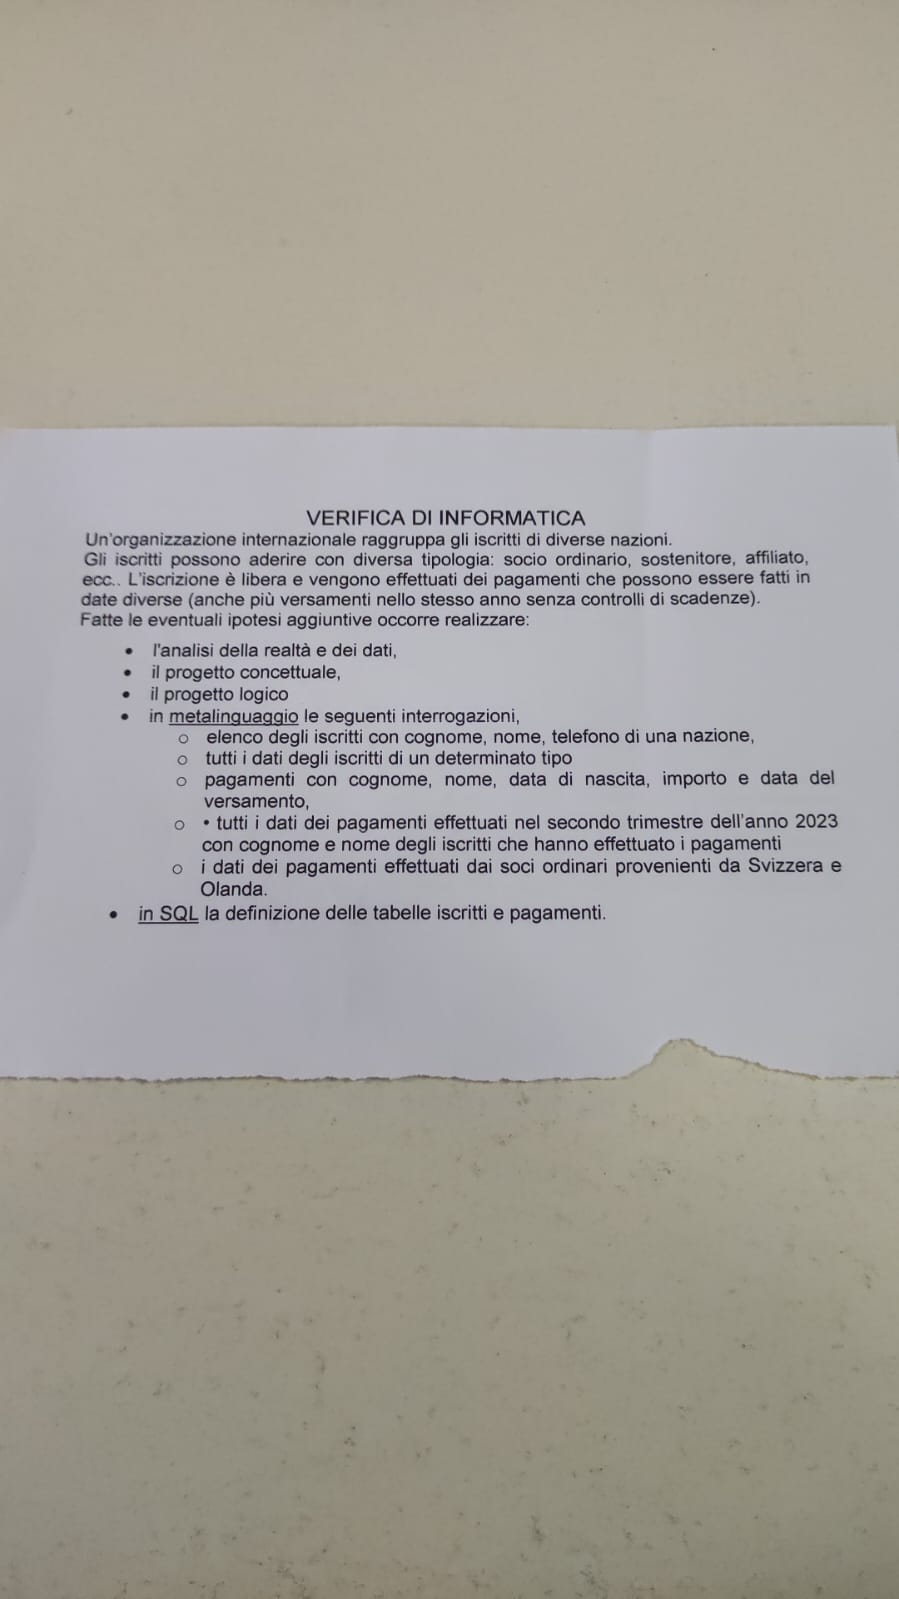 VERIFICA DI INFORMATICA
Un'organizzazione internazionale raggruppa gli iscritti di diverse nazioni.
Gli iscritti possono aderire con diversa tipologia: socio ordinario, sostenitore, affiliato,
ecc.. L'iscrizione è libera e vengono effettuati dei pagamenti che possono essere fatti in
date diverse (anche più versamenti nello stesso anno senza controlli di scadenze).
Fatte le eventuali ipotesi aggiuntive occorre realizzare:
• l'analisi della realtà e dei dati,
• il progetto concettuale,
• il progetto logico
• in metalinguaggio le seguenti interrogazioni,
o elenco degli iscritti con cognome, nome, telefono di una nazione,
o tutti i dati degli iscritti di un determinato tipo
o pagamenti con cognome, nome, data di nascita, importo e data del
versamento,
o • tutti i dati dei pagamenti effettuati nel secondo trimestre dell'anno 2023
con cognome e nome degli iscritti che hanno effettuato i pagamenti
o i dati dei pagamenti effettuati dai soci ordinari provenienti da Svizzera e
Olanda.
• in SQL la definizione delle tabelle iscritti e pagamenti.